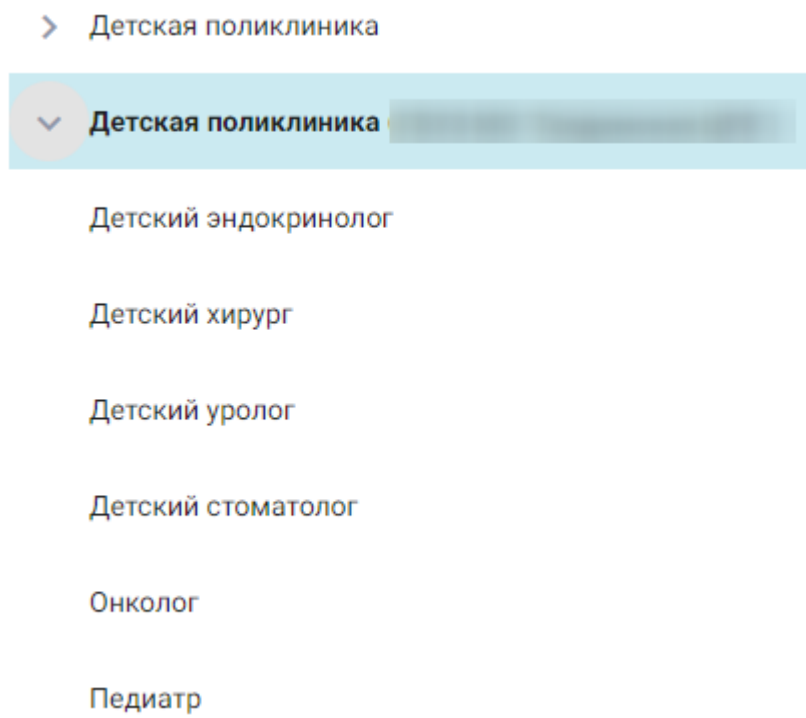 Детская поликлиника
Детская поликлиника
Детский эндокринолог
Детский хирург
Детский уролог
Детский стоматолог
Онколог
Педиатр